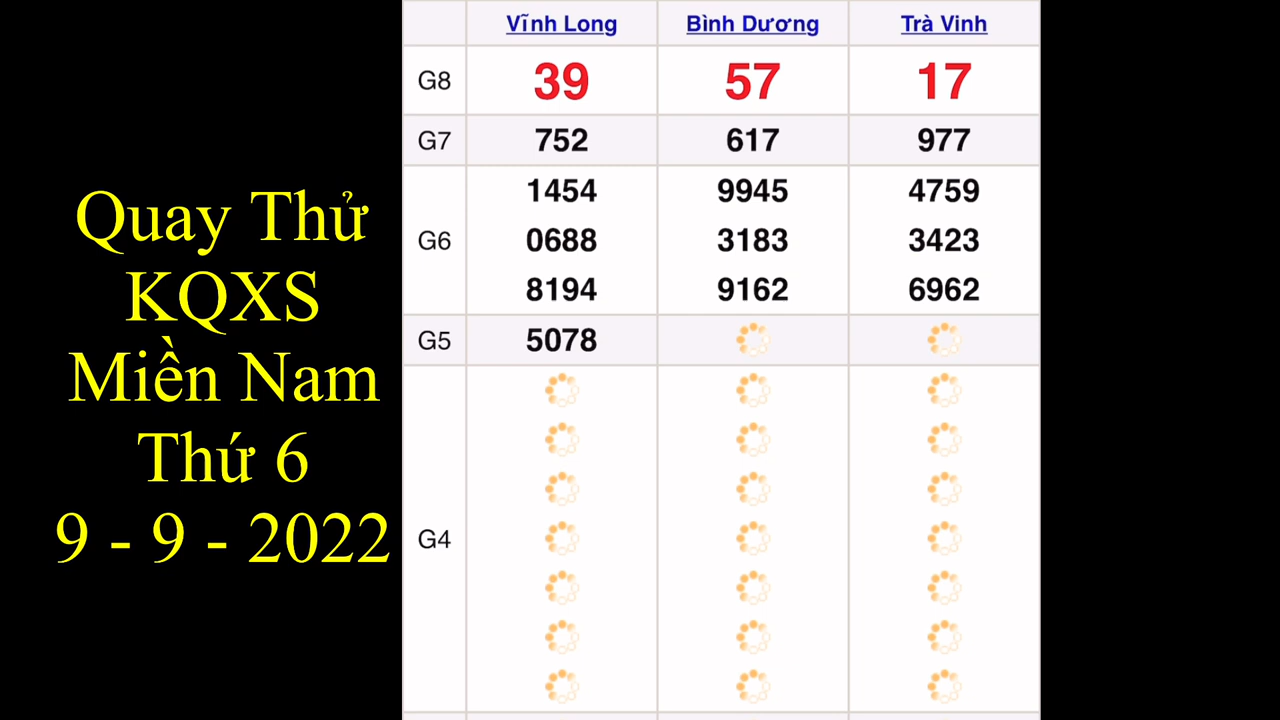 Quay Thử
KQXS
Miền Nam
Thứ 6
9 - 9 - 2022
Vĩnh Long Bình Dương Trà Vinh
G8 39 57 17
G7 752 617 977
1454 9945 4759
G6 0688 3183 3423
8194 9162 6962
G5 5078
G4